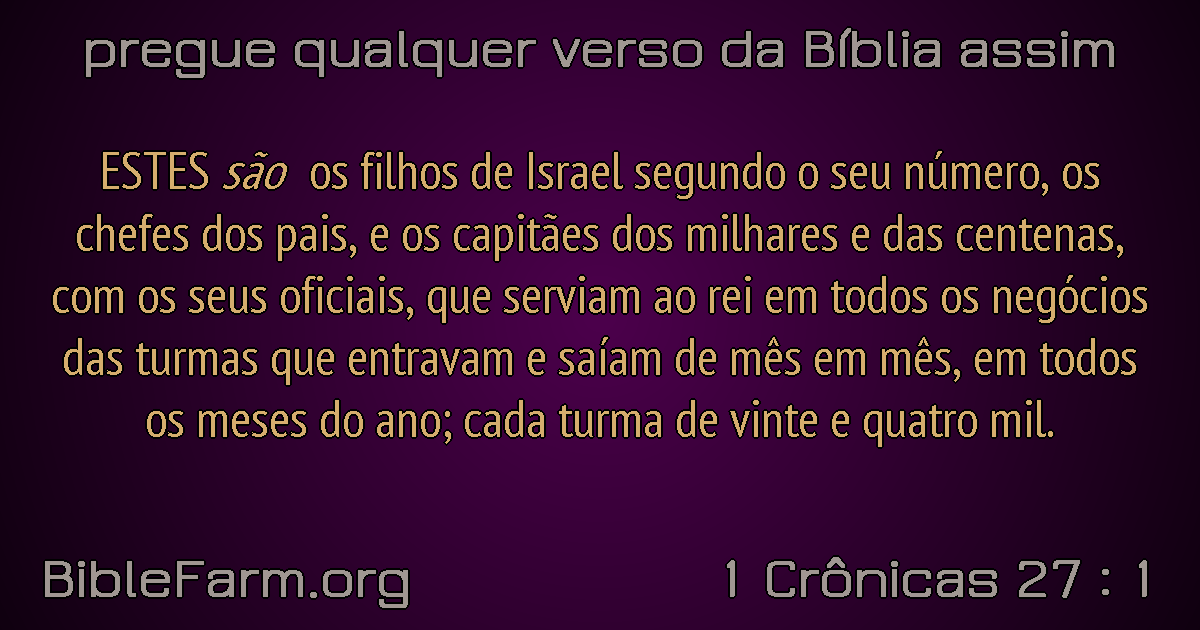 pregue qualquer verso da Bíblia assim
ESTES são os filhos de Israel segundo o seu número, os
chefes dos pais, e os capitães dos milhares e das centenas,
com os seus oficiais, que serviam ao rei em todos os negócios
das turmas que entravam e saíam de mês em mês, em todos
os meses do ano; cada turma de vinte e quatro mil.
BibleFarm.org
1 Crônicas 27 : 1